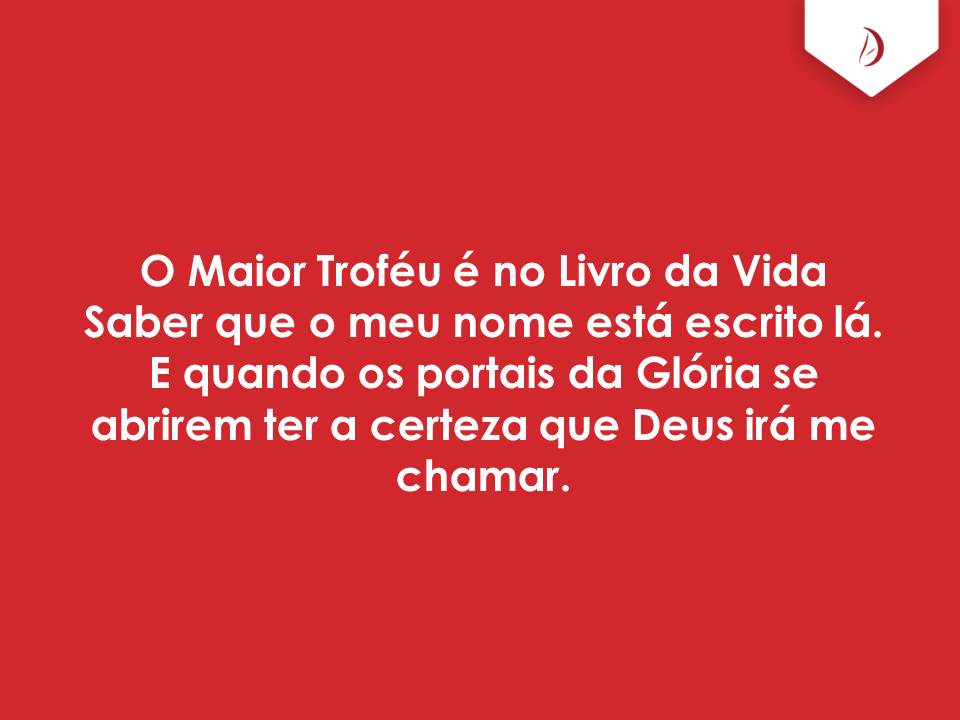 O Maior Troféu é no Livro da Vida
Saber que o meu nome está escrito lá.
E quando os portais da Glória se
abrirem ter a certeza que Deus irá me
chamar.